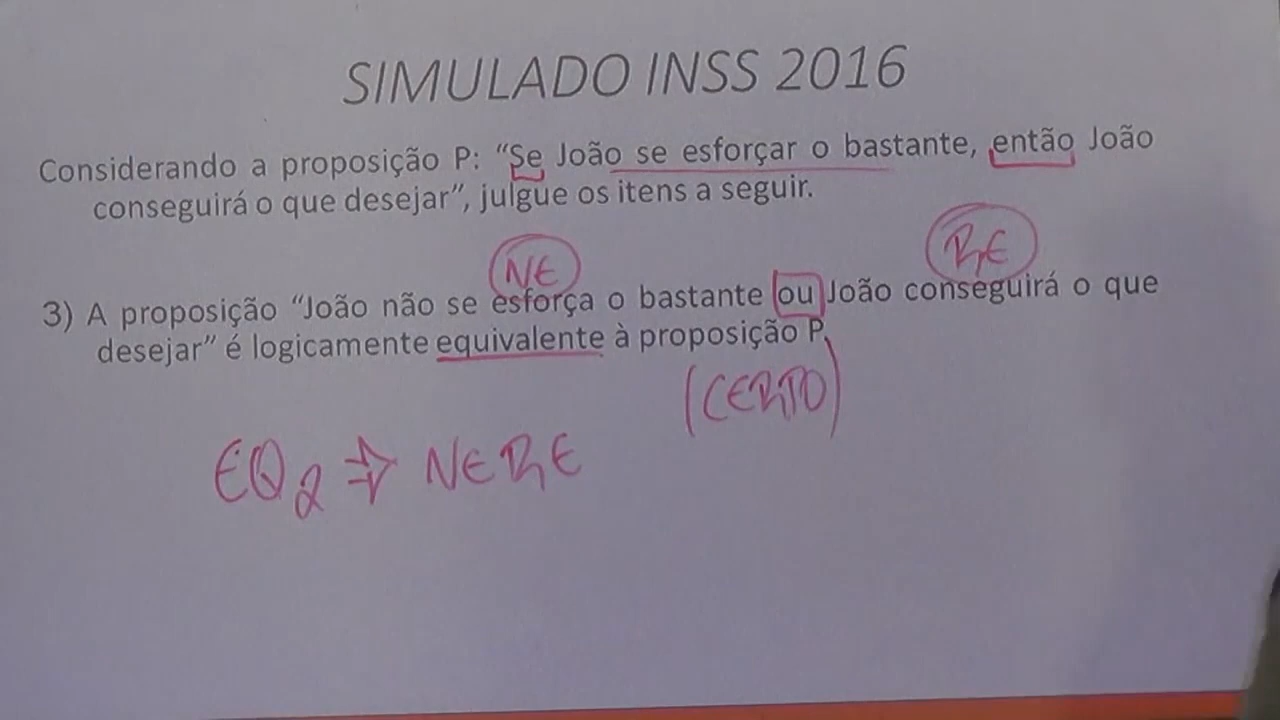 SIMULADO INSS 2016
Considerando a proposição P: “Se João se esforçar o bastante, então João
conseguirá o que desejar”, julgue os itens a seguir.
NE RE
3) A proposição “João não se esforça o bastante ou João conseguirá o que
desejar” é logicamente equivalente à proposição P.
(CERTO)
EQ2 ⇒ NERE